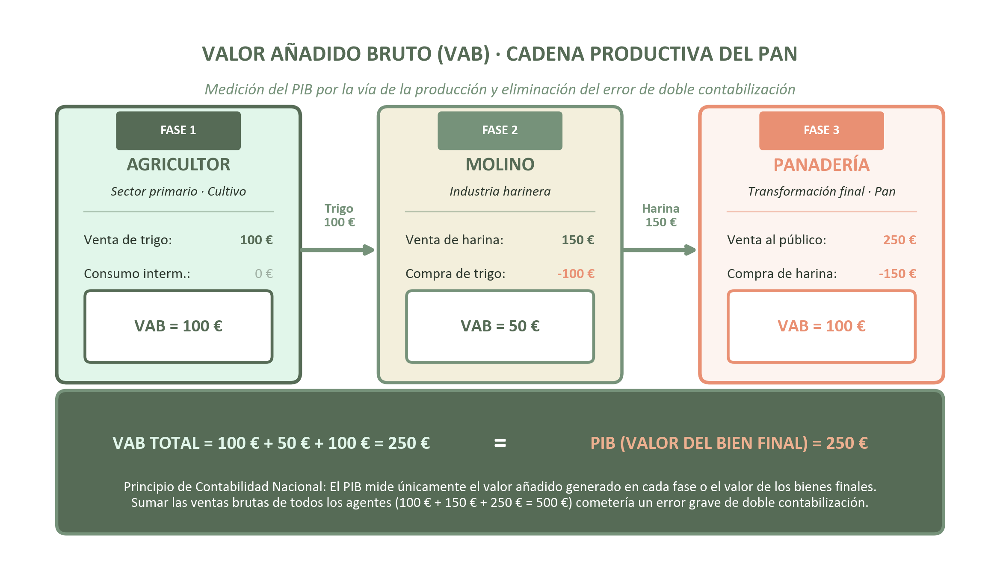 VALOR AÑADIDO BRUTO (VAB) · CADENA PRODUCTIVA DEL PAN
Medición del PIB por la vía de la producción y eliminación del error de doble contabilización
FASE 1
AGRICULTOR
Sector primario · Cultivo
Venta de trigo: 100 €
Consumo interm.: 0 €
VAB = 100 €
Trigo
100 €
FASE 2
MOLINO
Industria harinera
Venta de harina: 150 €
Compra de trigo: -100 €
VAB = 50 €
Harina
150 €
FASE 3
PANADERÍA
Transformación final · Pan
Venta al público: 250 €
Compra de harina: -150 €
VAB = 100 €
VAB TOTAL = 100 € + 50 € + 100 € = 250 € = PIB (VALOR DEL BIEN FINAL) = 250 €
Principio de Contabilidad Nacional: El PIB mide únicamente el valor añadido generado en cada fase o el valor de los bienes finales.
Sumar las ventas brutas de todos los agentes (100 € + 150 € + 250 € = 500 €) cometería un error grave de doble contabilización.